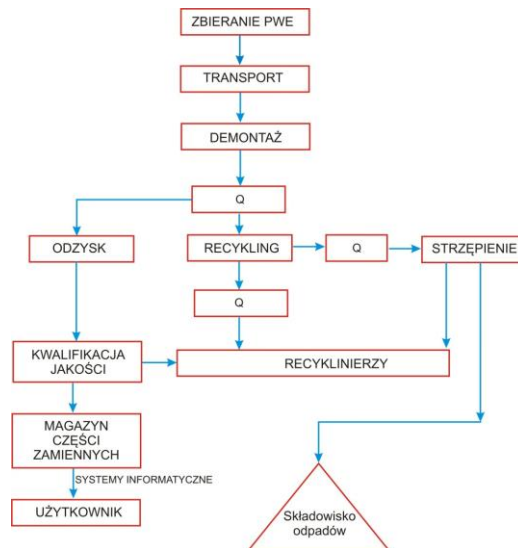 ZBIERANIE PWE
TRANSPORT
DEMONTAŻ
Q
ODZYSK
RECYKLING
Q
STRZĘPIENIE
Q
KWALIFIKACJA
JAKOŚCI
RECYKLINIERZY
MAGAZYN
CZĘŚCI
ZAMIENNYCH
SYSTEMY INFORMATYCZNE
UŻYTKOWNIK
Składowisko
odpadów